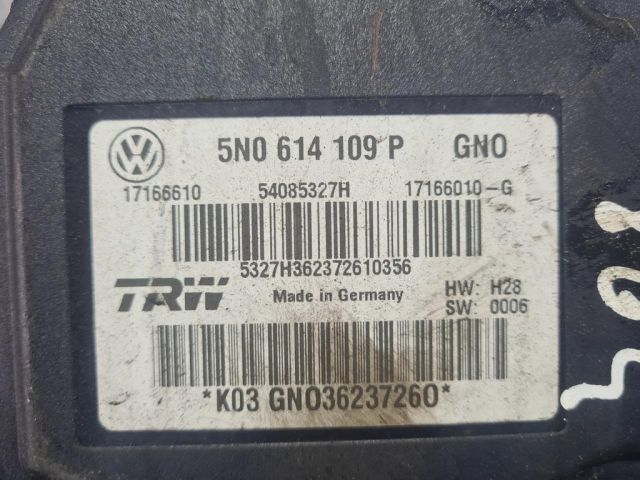 5N0 614 109 P GNO
17166610 54085327H 17166010-G
5327H362372610356
TRW Made in Germany HW: H28
SW: 0006
*K03 GNO36237260*